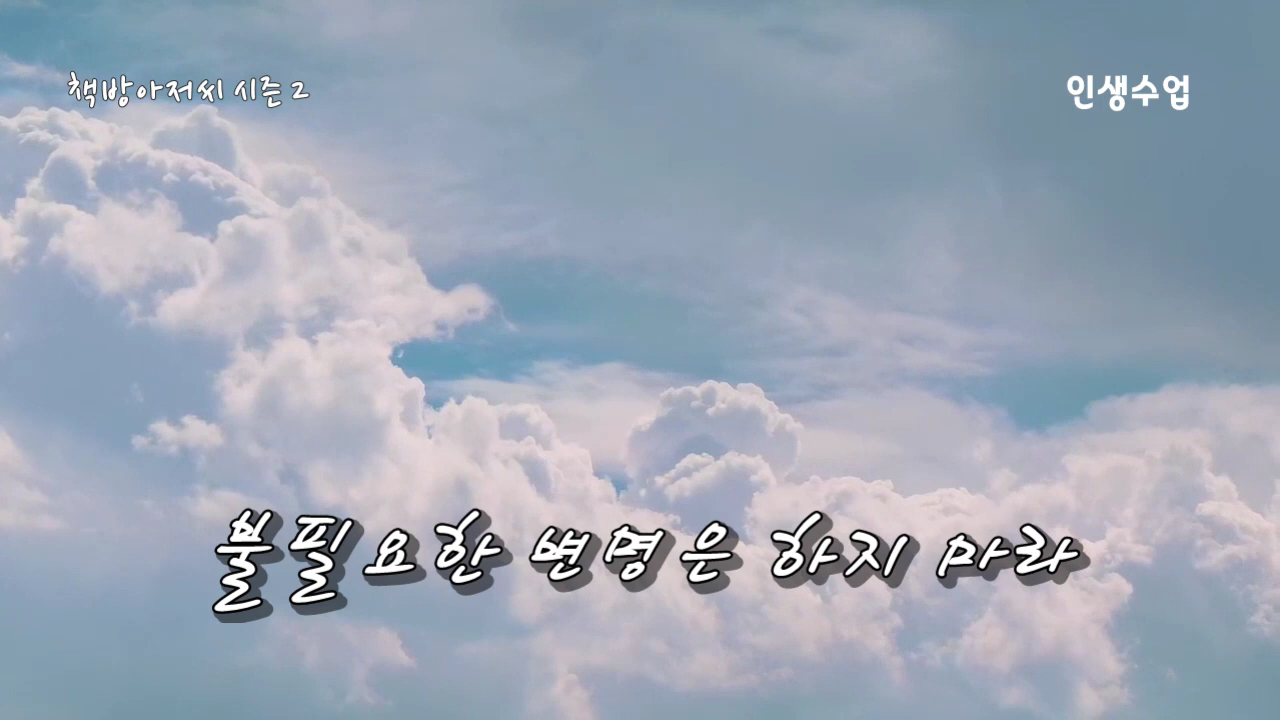 책방아저씨 시즌 2
인생수업
불필요한 변명은 하지 마라